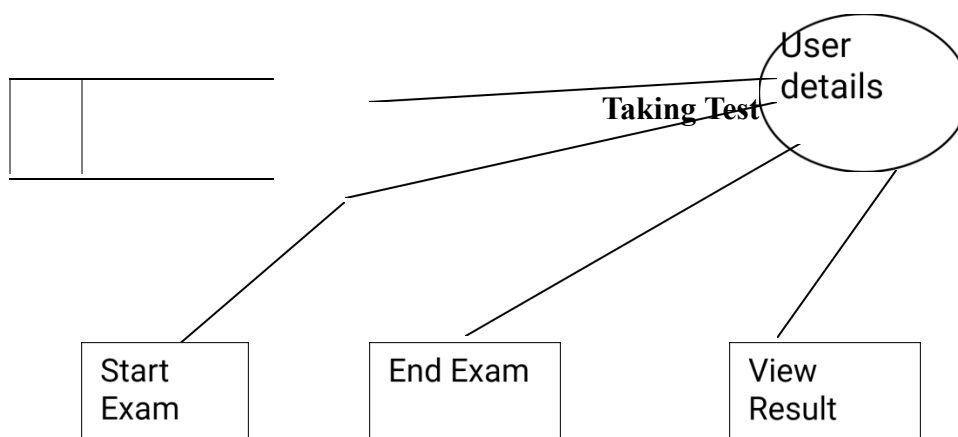 User
details
Taking Test
Start
Exam
End Exam
View
Result